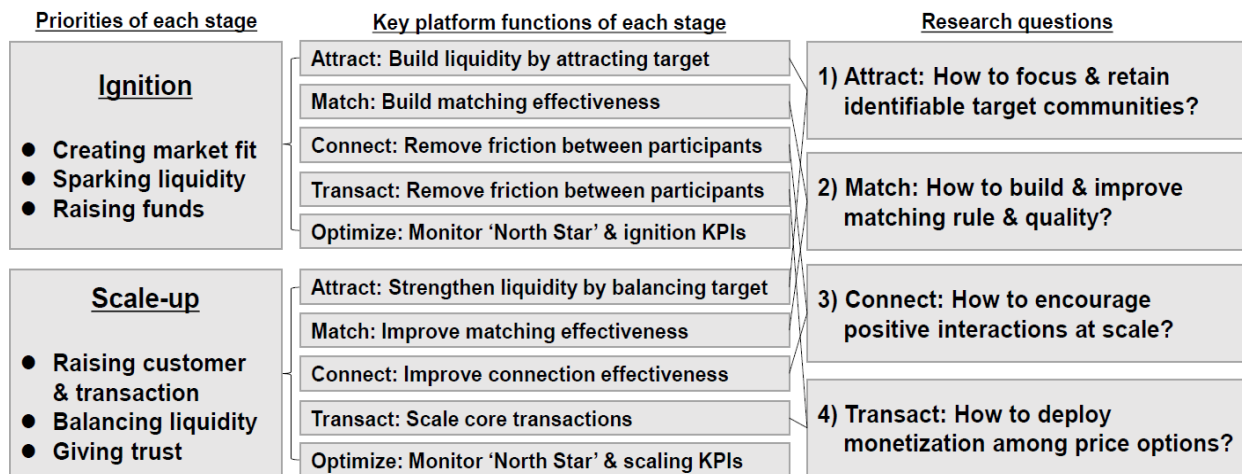 Priorities of each stage
Key platform functions of each stage
Research questions
Ignition
● Creating market fit
● Sparking liquidity
● Raising funds
Attract: Build liquidity by attracting target
Match: Build matching effectiveness
Connect: Remove friction between participants
Transact: Remove friction between participants
Optimize: Monitor ‘North Star’ & ignition KPIs
Scale-up
● Raising customer
& transaction
● Balancing liquidity
● Giving trust
Attract: Strengthen liquidity by balancing target
Match: Improve matching effectiveness
Connect: Improve connection effectiveness
Transact: Scale core transactions
Optimize: Monitor ‘North Star’ & scaling KPIs
1) Attract: How to focus & retain
identifiable target communities?
2) Match: How to build & improve
matching rule & quality?
3) Connect: How to encourage
positive interactions at scale?
4) Transact: How to deploy
monetization among price options?